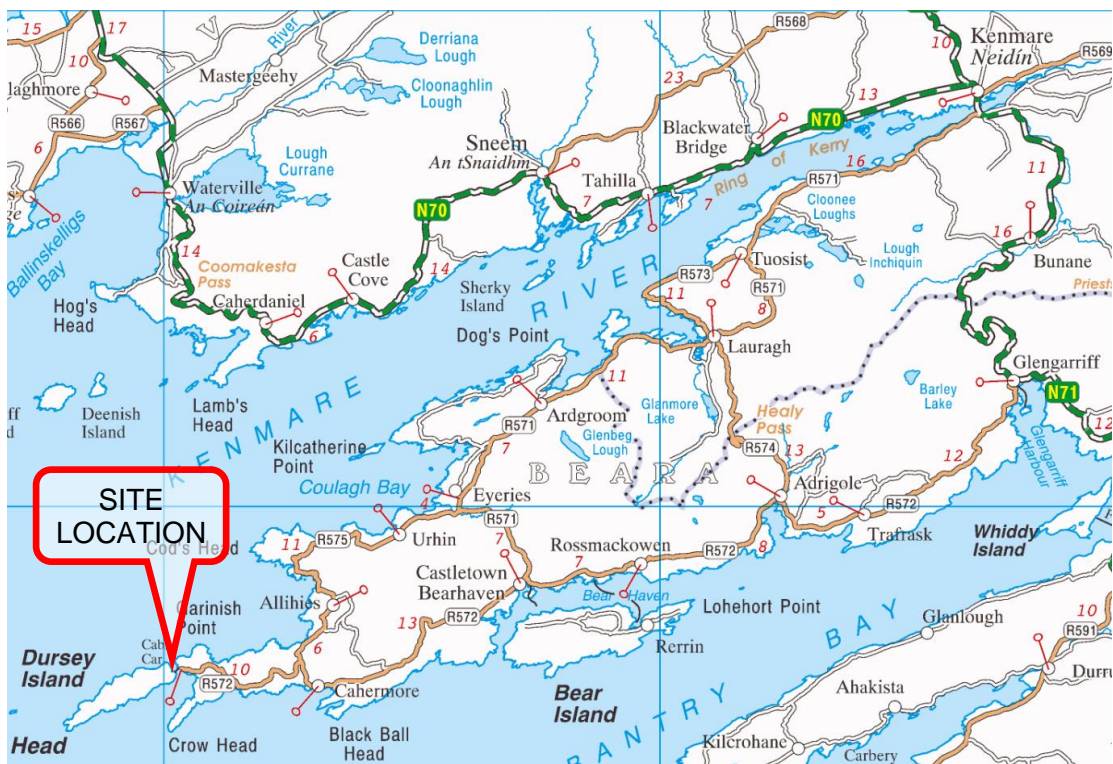 15
17
10
Mastergeehy
River
Derriana
Lough
Cloonaghlin
Lough
R568
23
10
Kenmare
Neidín
R569
laghmore
R566
R567
6
Lough
Currane
Waterville
An Coireán
Ballinskelligs
Bay
14
Coomakesta
Pass
Hog's
Head
Caherdaniel
6
Castle
Cove
N70
14
Sneem
An tSnaidhm
7
Tahilla
Blackwater
Bridge
13
N70
Ring of Kerry
7
16
R571
11
16
Bunane
Priests
Cloonee
Loughs
Lough
Inchiquin
Tuosist
R573
R571
11
8
Lauragh
Sherky
Island
Dog's Point
KENMARE RIVER
Deenish
Island
Lamb's
Head
Kilcatherine
Point
Coulagh Bay
Ardgroom
R571
7
11
Glanmore
Lake
Glenbeg
Lough
BEARA
Healy
Pass
R574
13
Barley
Lake
Glengarriff
N71
12
Glengarriff
Harbour
12
Adrigole
5
R572
Trafrask
Whiddy
Island
Eyeries
4
R571
7
Urhin
R575
11
SITE
LOCATION
Cod's Head
Allihies
Garinish
Point
Cab
Car
Dursey
Island
10
R572
6
Cahermore
13
R572
Castletown
Bearhaven
Rossmackowen
7
R572
8
Bear Haven
Rerrin
Lohehort Point
Bear
Island
BANTRY BAY
Glanlough
10
R591
Durru
Ahakista
Kilcrohane
Carbery
Head
Crow Head
Black Ball
Head